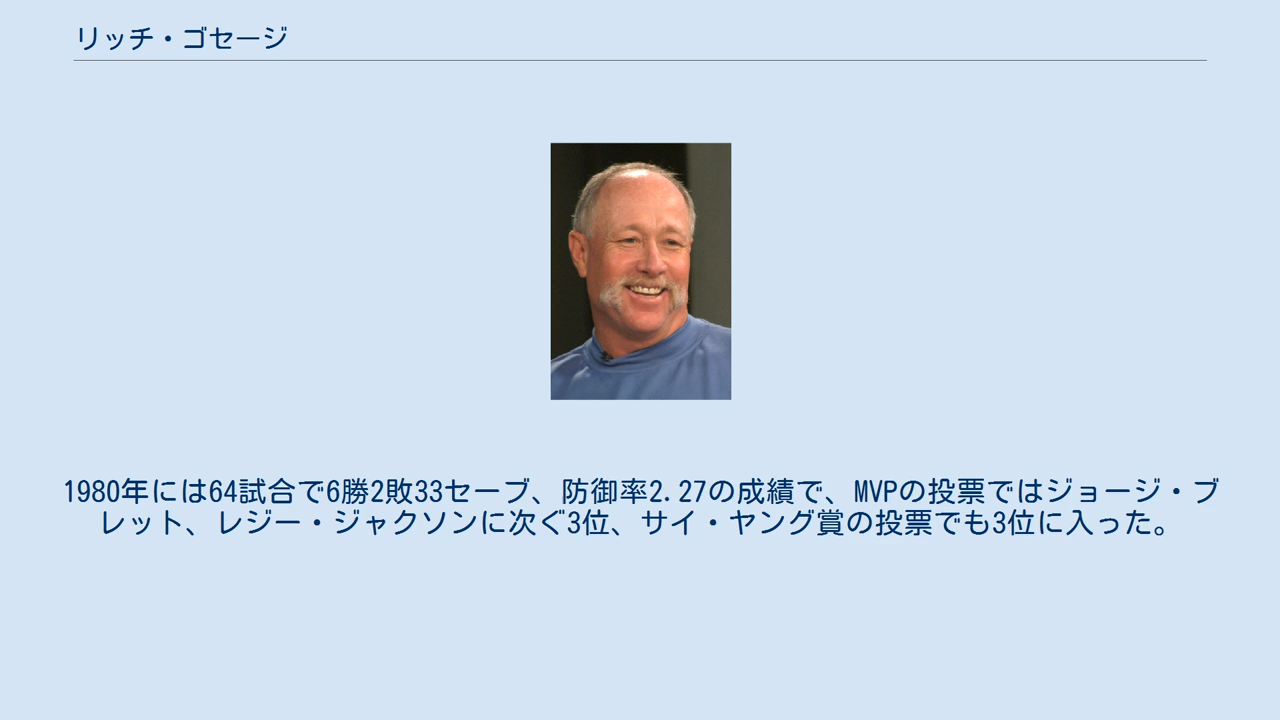 リッチ・ゴセージ
1980年には64試合で6勝2敗33セーブ、防御率2.27の成績で、MVPの投票ではジョージ・ブ
レット、レジー・ジャクソンに次ぐ3位、サイ・ヤング賞の投票でも3位に入った。